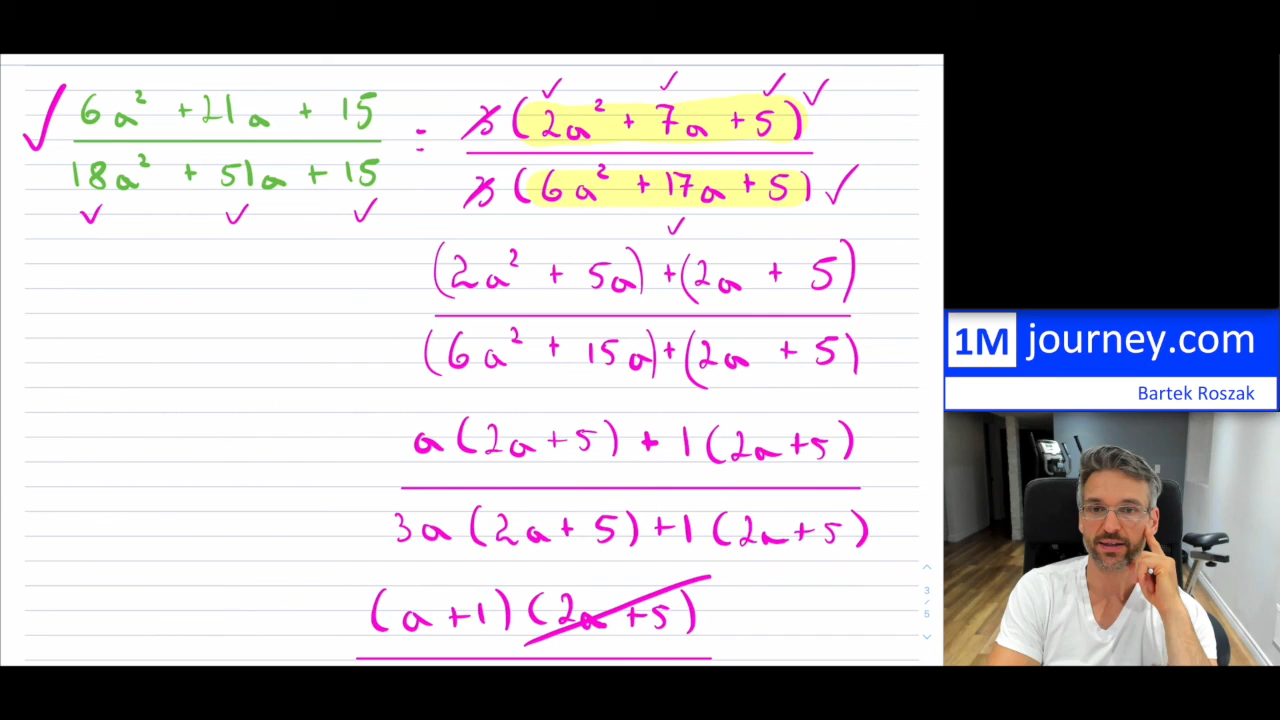 6a² + 21a + 15 = 3(2a² + 7a + 5)
18a² + 51a + 15 3(6a² + 17a + 5)
(2a² + 5a) + (2a + 5)
(6a² + 15a) + (2a + 5)
a(2a+5) + 1(2a+5)
3a(2a+5) + 1(2a+5)
(a+1)(2a+5)
1M journey.com
Bartek Roszak
3
/
5